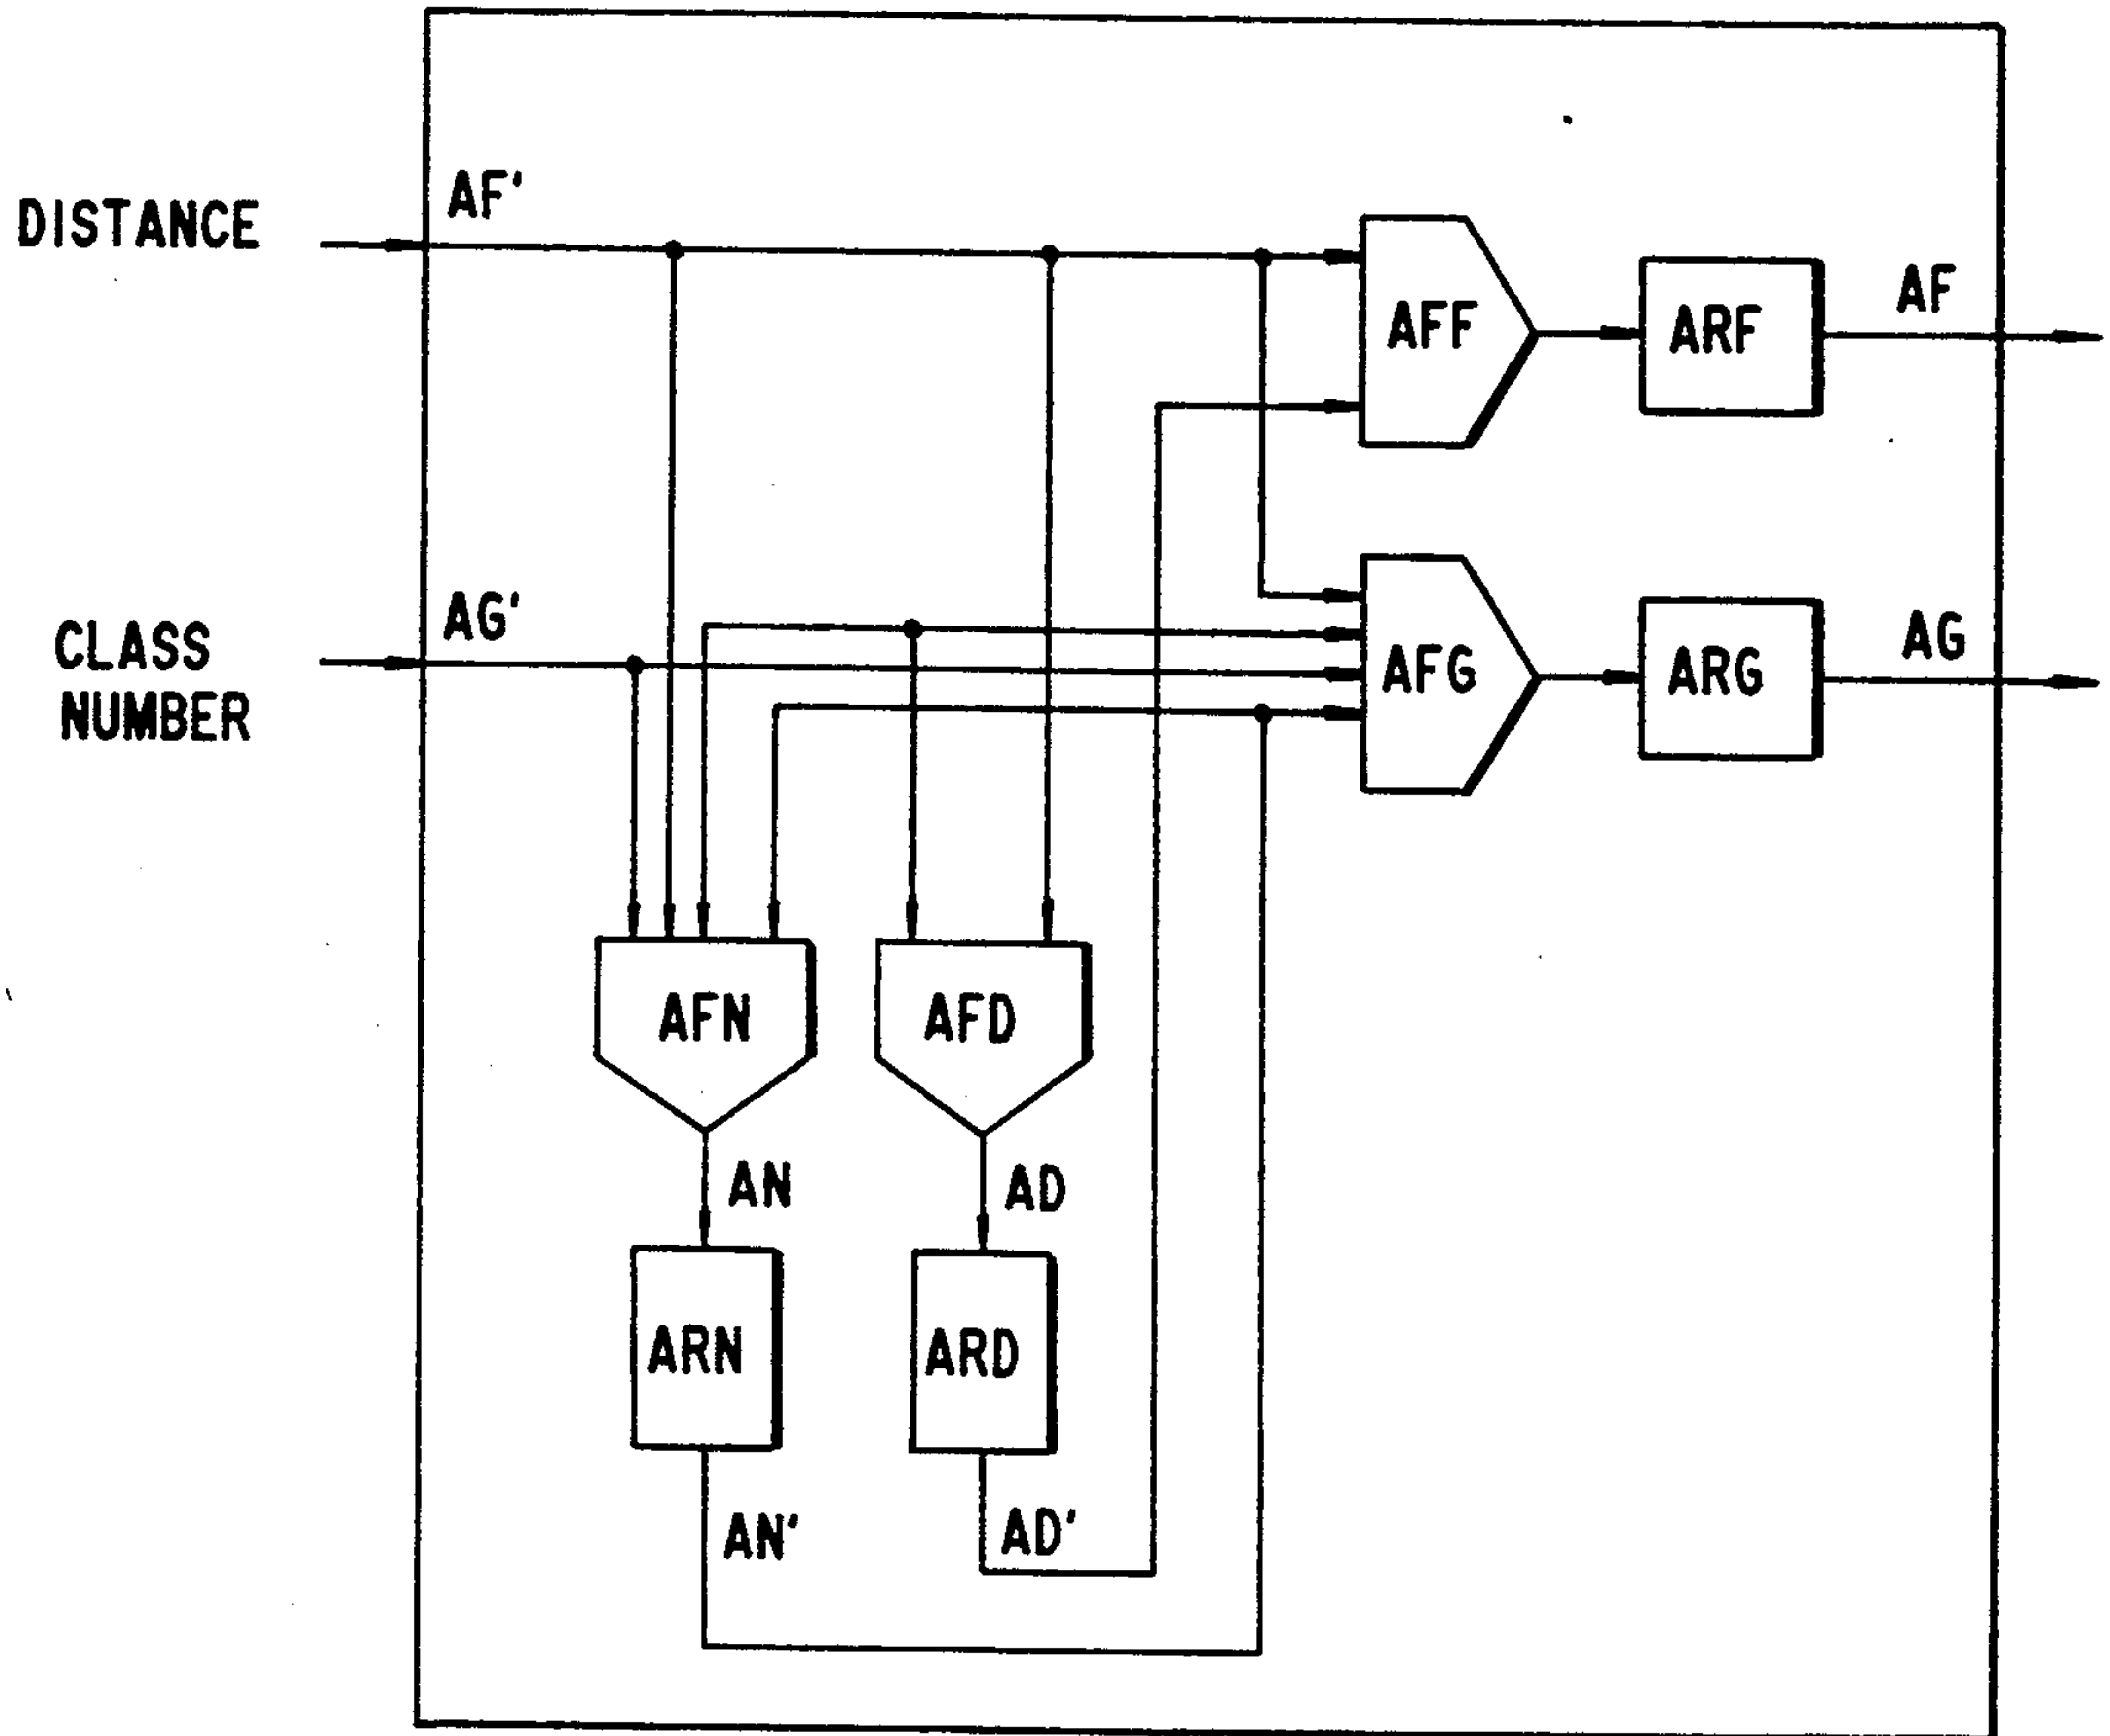 AF'
DISTANCE
AFF
ARF
AF
AG'
CLASS
NUMBER
AFG
ARG
AG
AFN
AFD
AN
AD
ARN
ARD
AN'
AD'